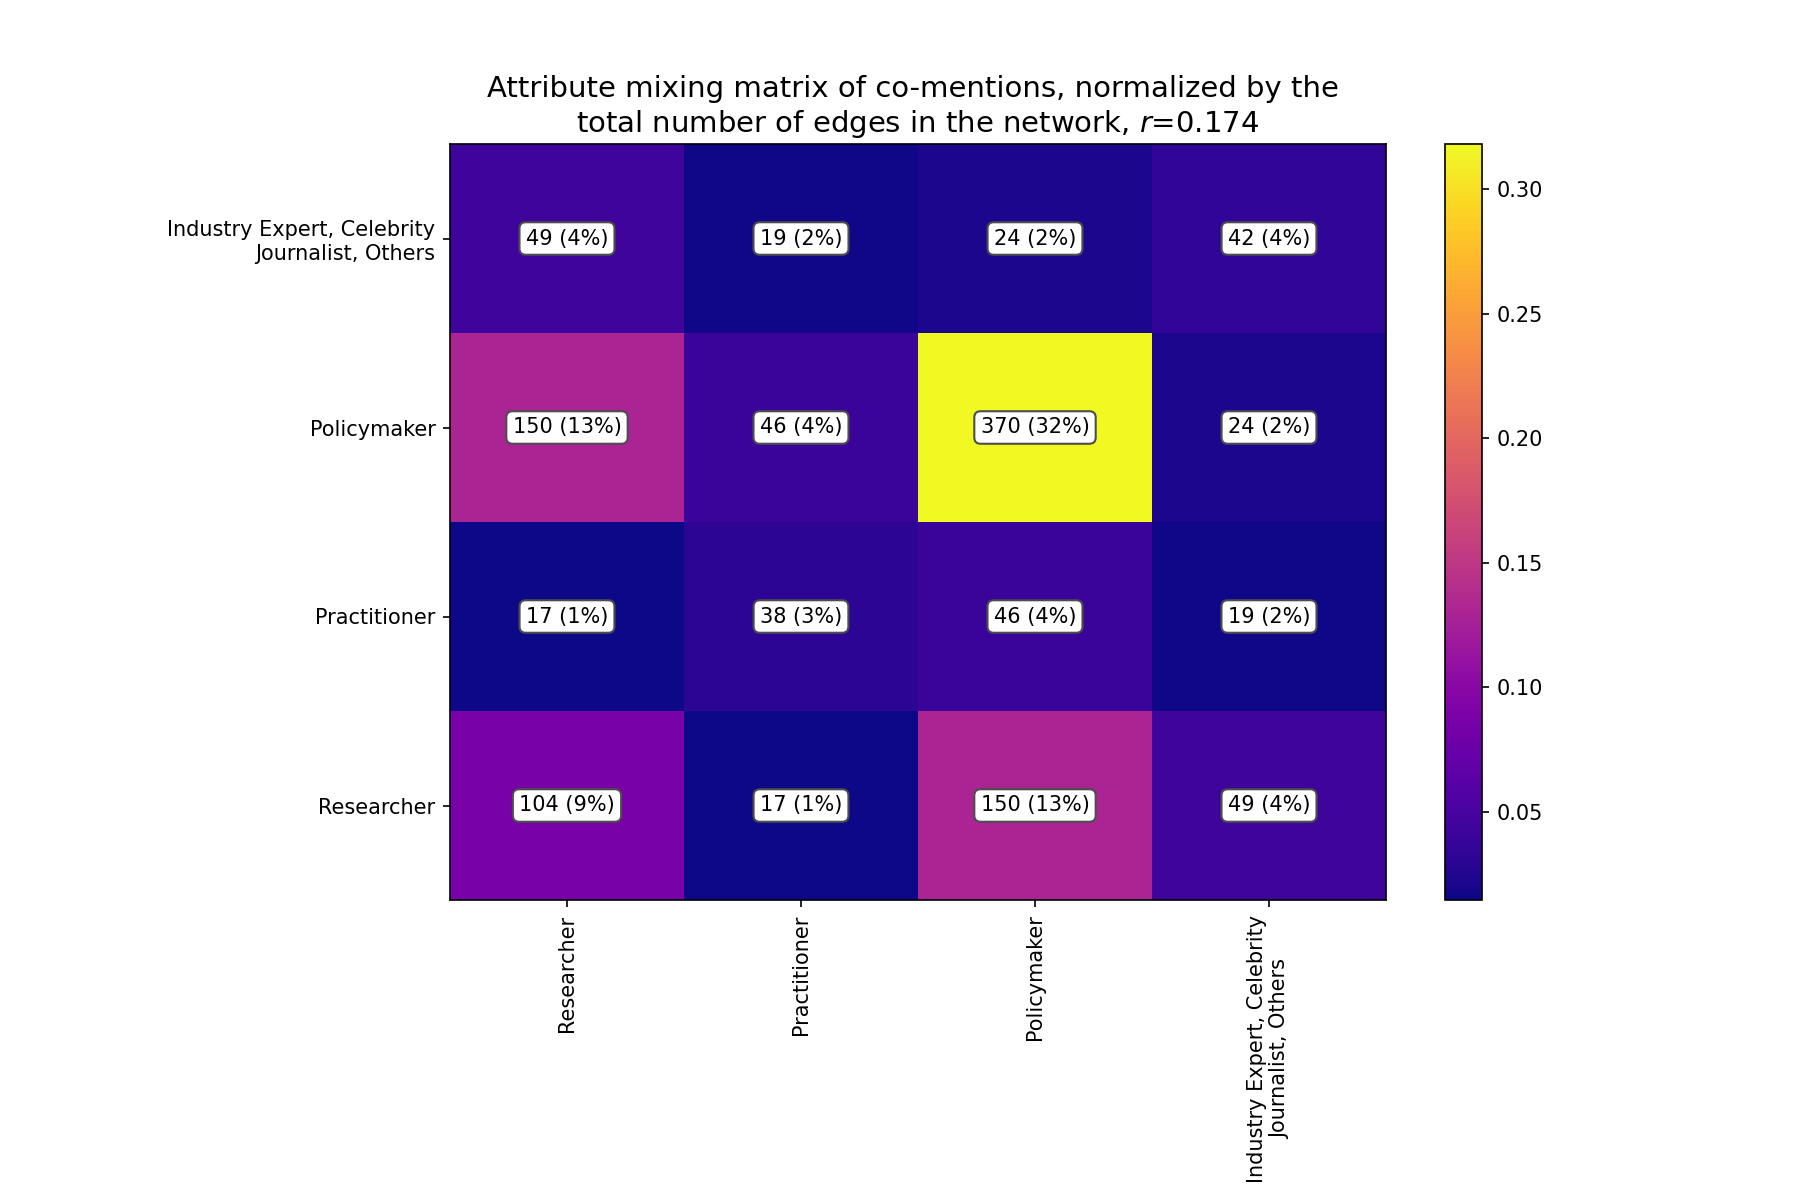 Attribute mixing matrix of co-mentions, normalized by the
total number of edges in the network, r=0.174
Industry Expert, Celebrity
Journalist, Others
49 (4%)
19 (2%)
24 (2%)
42 (4%)
Policymaker
150 (13%)
46 (4%)
370 (32%)
24 (2%)
Practitioner
17 (1%)
38 (3%)
46 (4%)
19 (2%)
Researcher
104 (9%)
17 (1%)
150 (13%)
49 (4%)
Researcher
Practitioner
Policymaker
Industry Expert, Celebrity
Journalist, Others
0.30
0.25
0.20
0.15
0.10
0.05